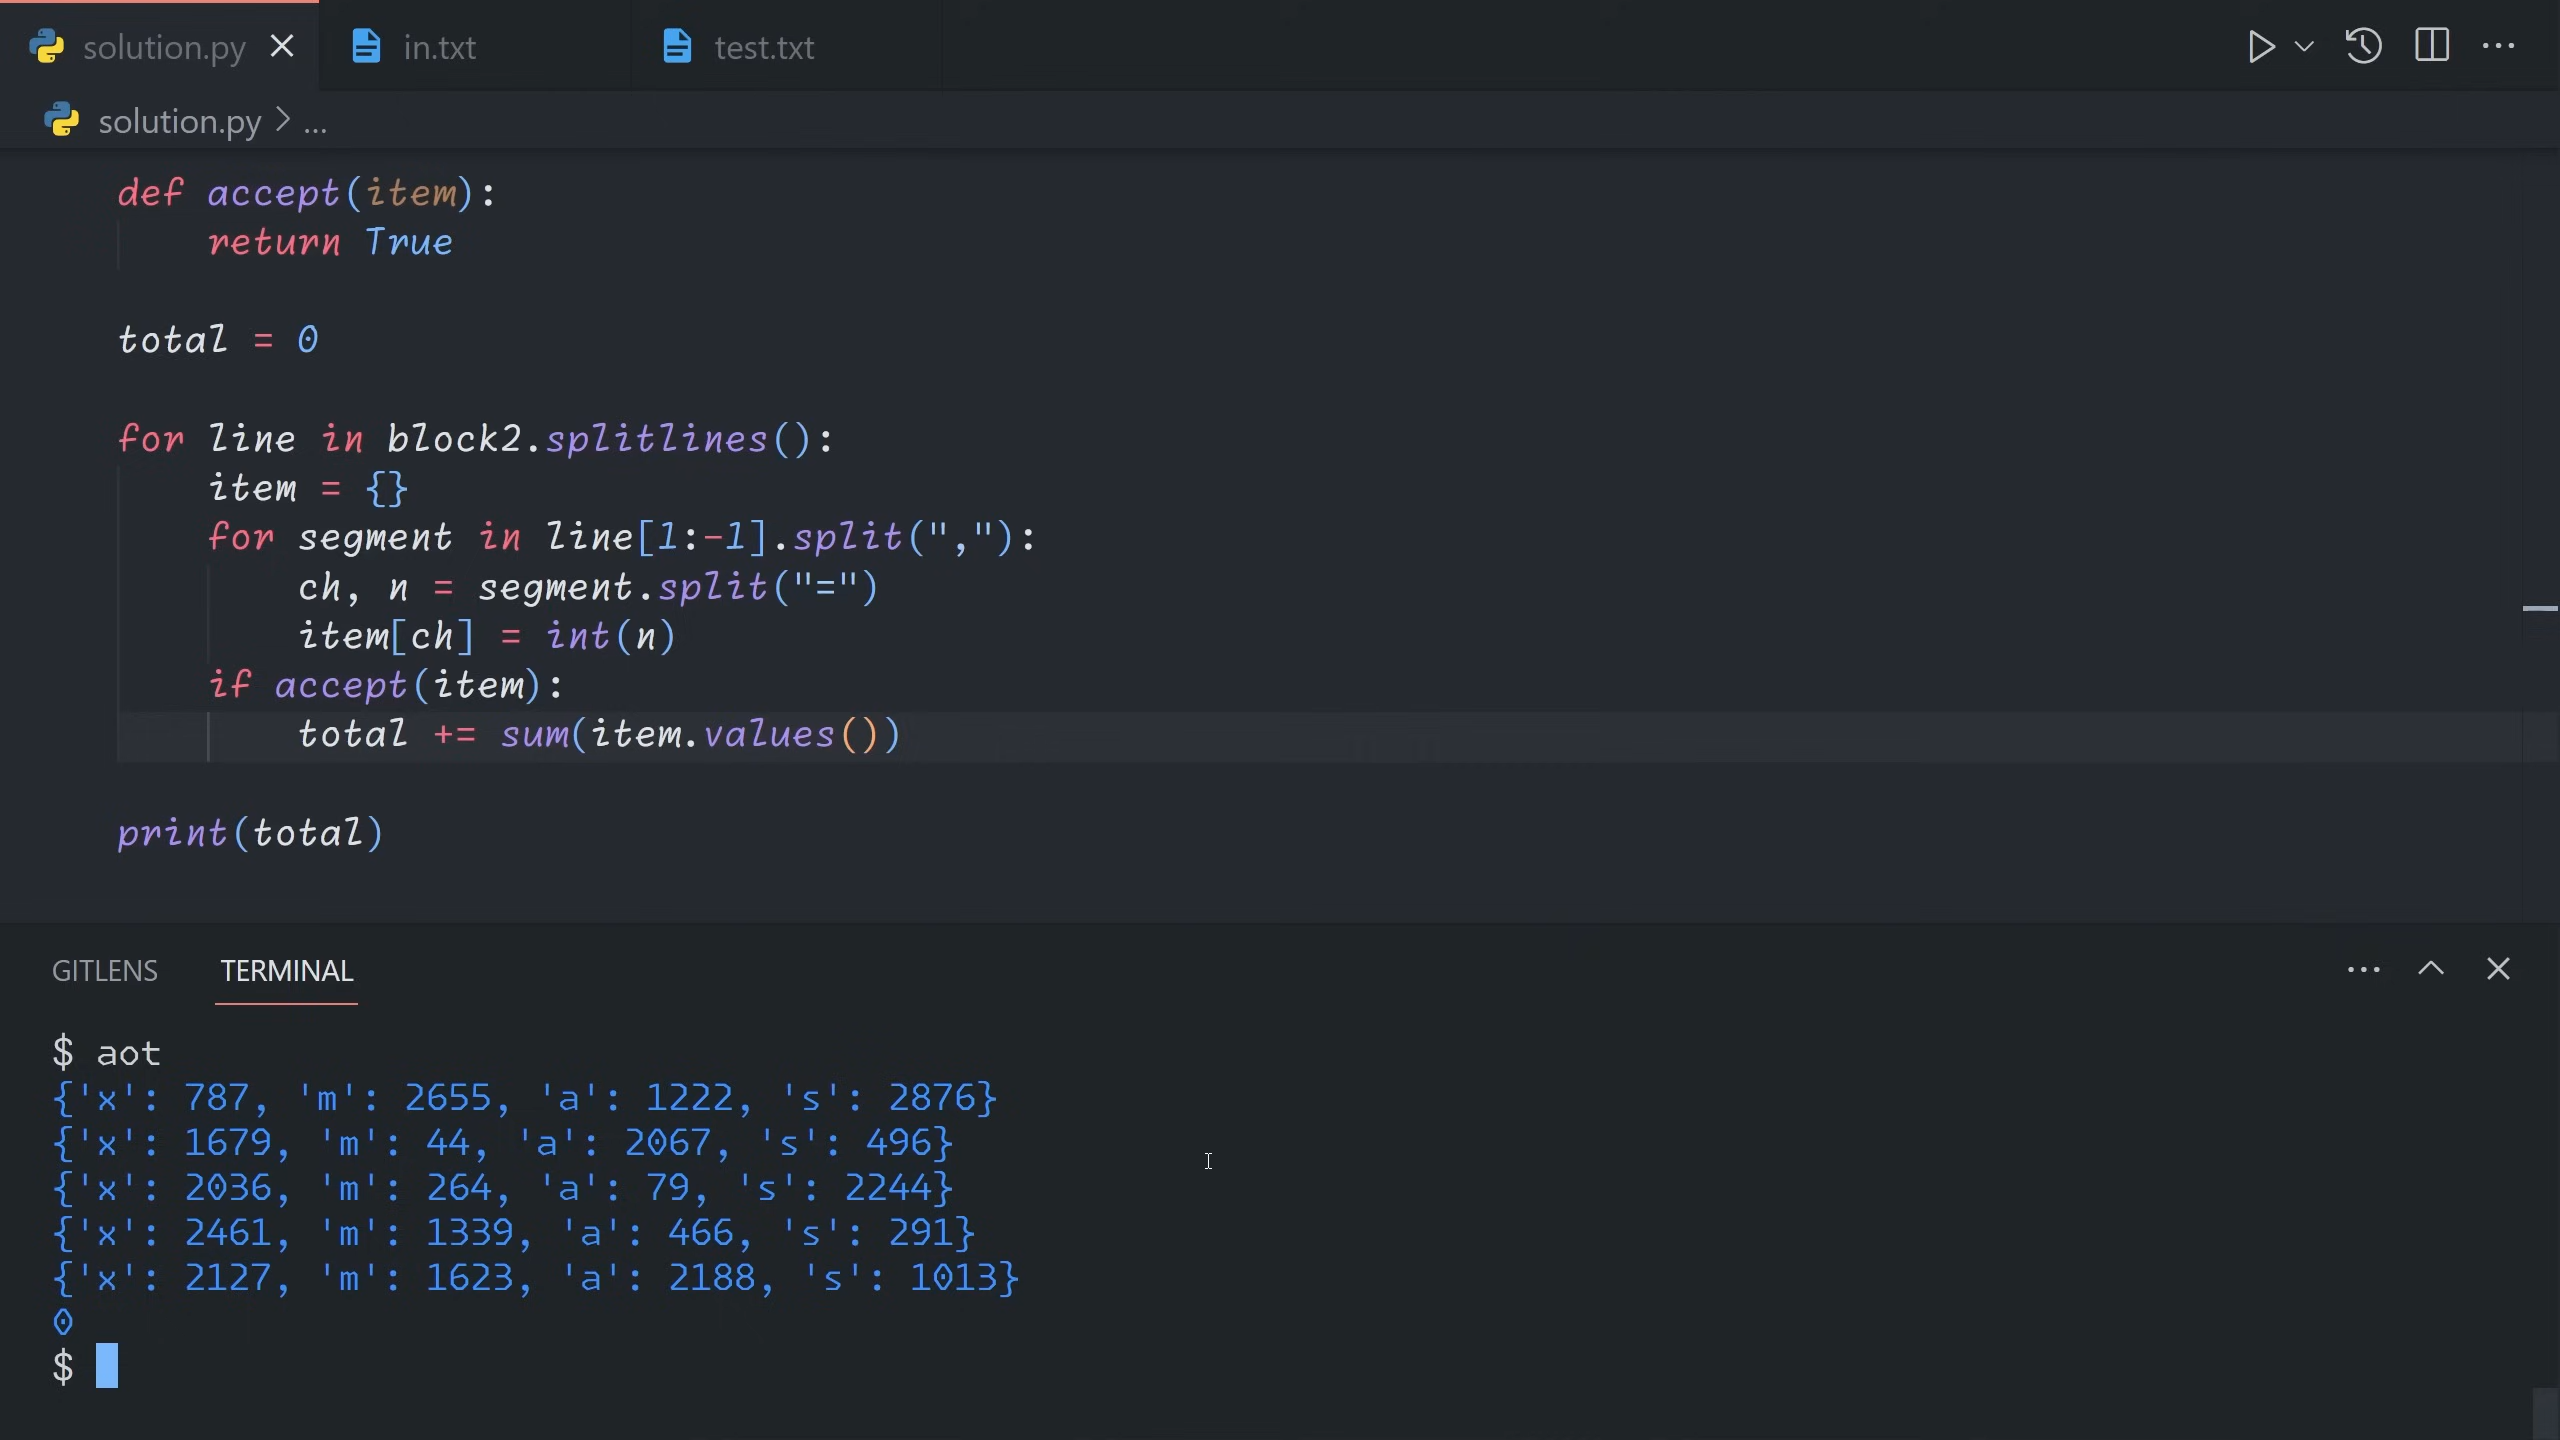 solution.py
in.txt
test.txt
solution.py > ...
def accept(item):
    return True
total = 0
for line in block2.splitlines():
    item = {}
    for segment in line[1:-1].split(","):
        ch, n = segment.split("=")
        item[ch] = int(n)
    if accept(item):
        total += sum(item.values())
print(total)
GITLENS
TERMINAL
$ aot
{'x': 787, 'm': 2655, 'a': 1222, 's': 2876}
{'x': 1679, 'm': 44, 'a': 2067, 's': 496}
{'x': 2036, 'm': 264, 'a': 79, 's': 2244}
{'x': 2461, 'm': 1339, 'a': 466, 's': 291}
{'x': 2127, 'm': 1623, 'a': 2188, 's': 1013}
0
$